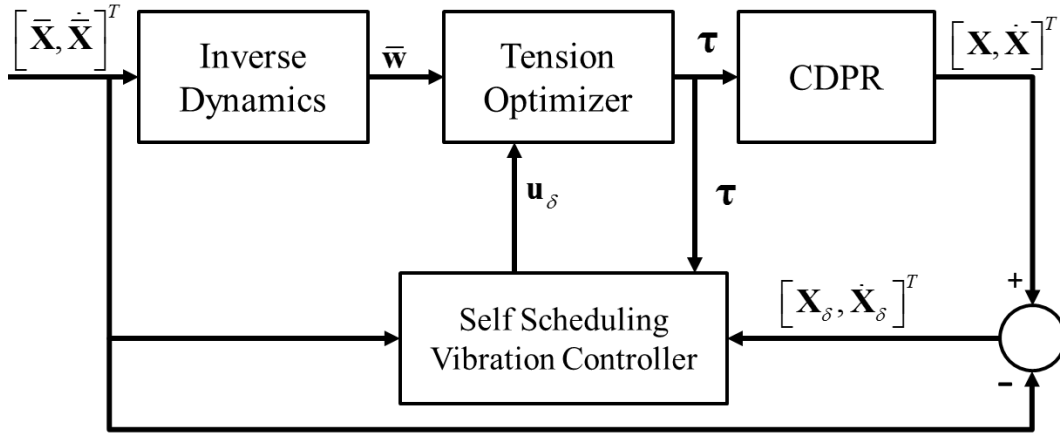 [X̄, Ẋ̄]ᵀ
Inverse
Dynamics
w̄
Tension
Optimizer
τ
CDPR
[X, Ẋ]ᵀ
u_δ
τ
Self Scheduling
Vibration Controller
[X_δ, Ẋ_δ]ᵀ
+
−